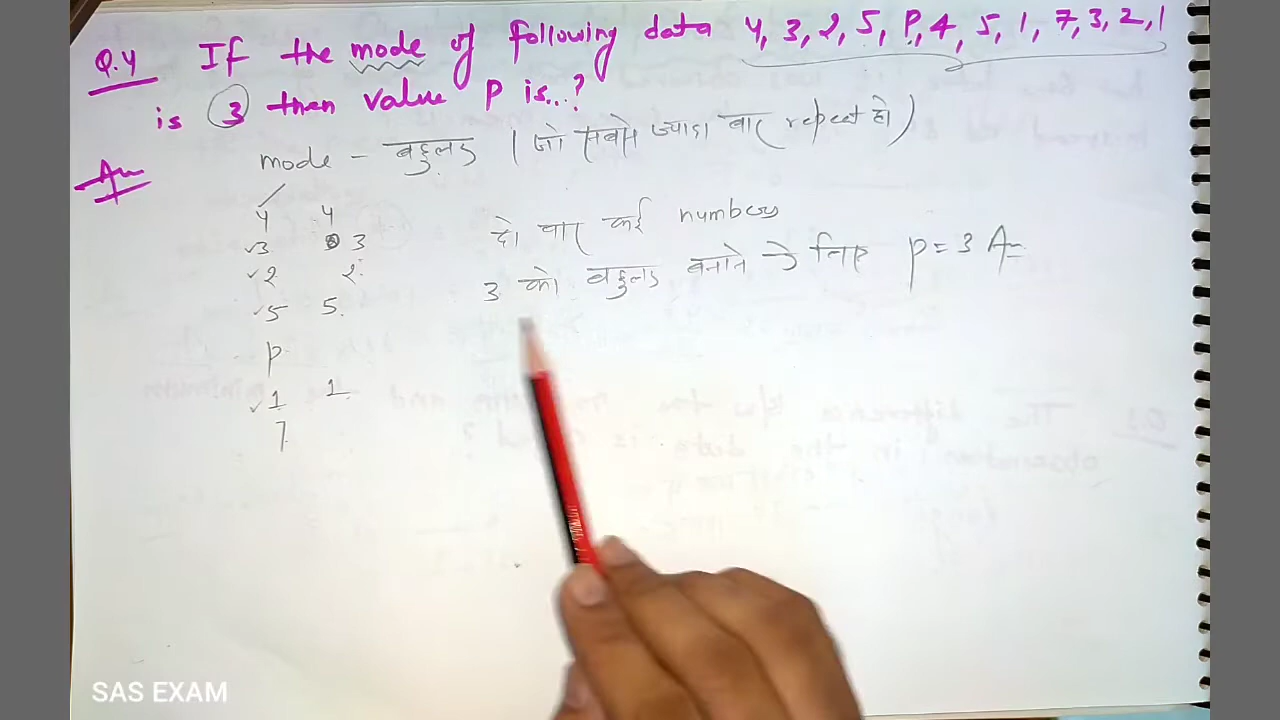 Q.4 If the mode of following data 4, 3, 2, 5, P, 4, 5, 1, 7, 3, 2, 1
is 3 then value P is...?
Ans
mode - बहुलक (जो सबसे ज्यादा बार repeat हो)
4 4
3 3
2 2
5 5.
P
1 1
7
दो बार कई numbers
3 को बहुलक बनाने के लिए P = 3 Ans
SAS EXAM